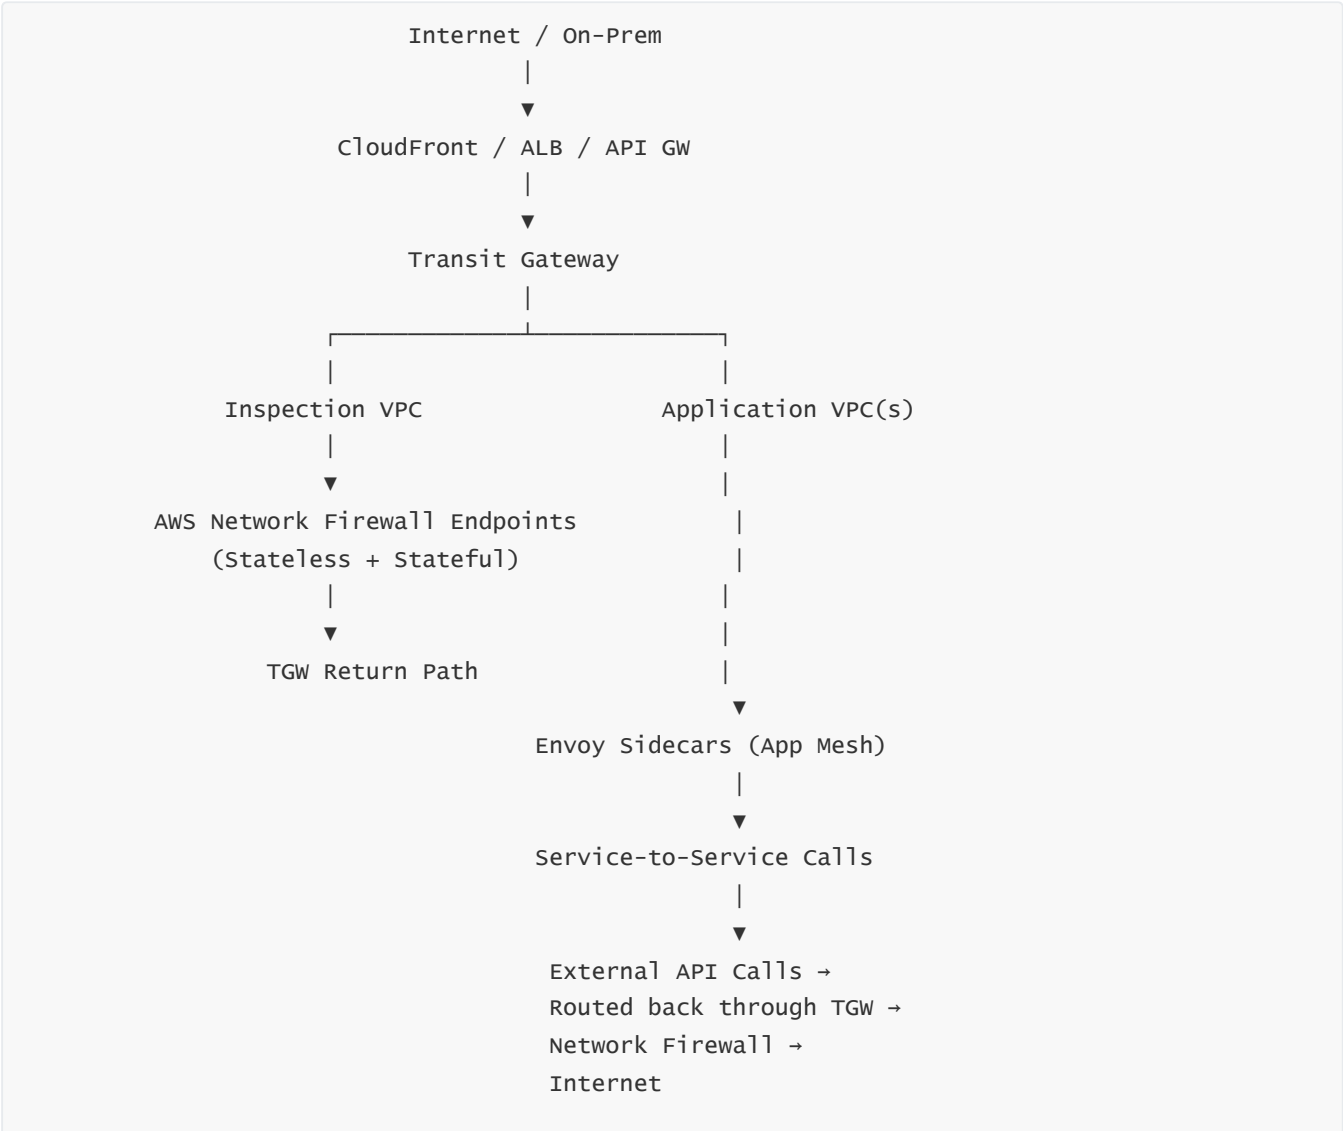 Internet / On-Prem
CloudFront / ALB / API GW
Transit Gateway
Inspection VPC Application VPC(s)
AWS Network Firewall Endpoints
(Stateless + Stateful)
TGW Return Path
Envoy Sidecars (App Mesh)
Service-to-Service Calls
External API Calls →
Routed back through TGW →
Network Firewall →
Internet